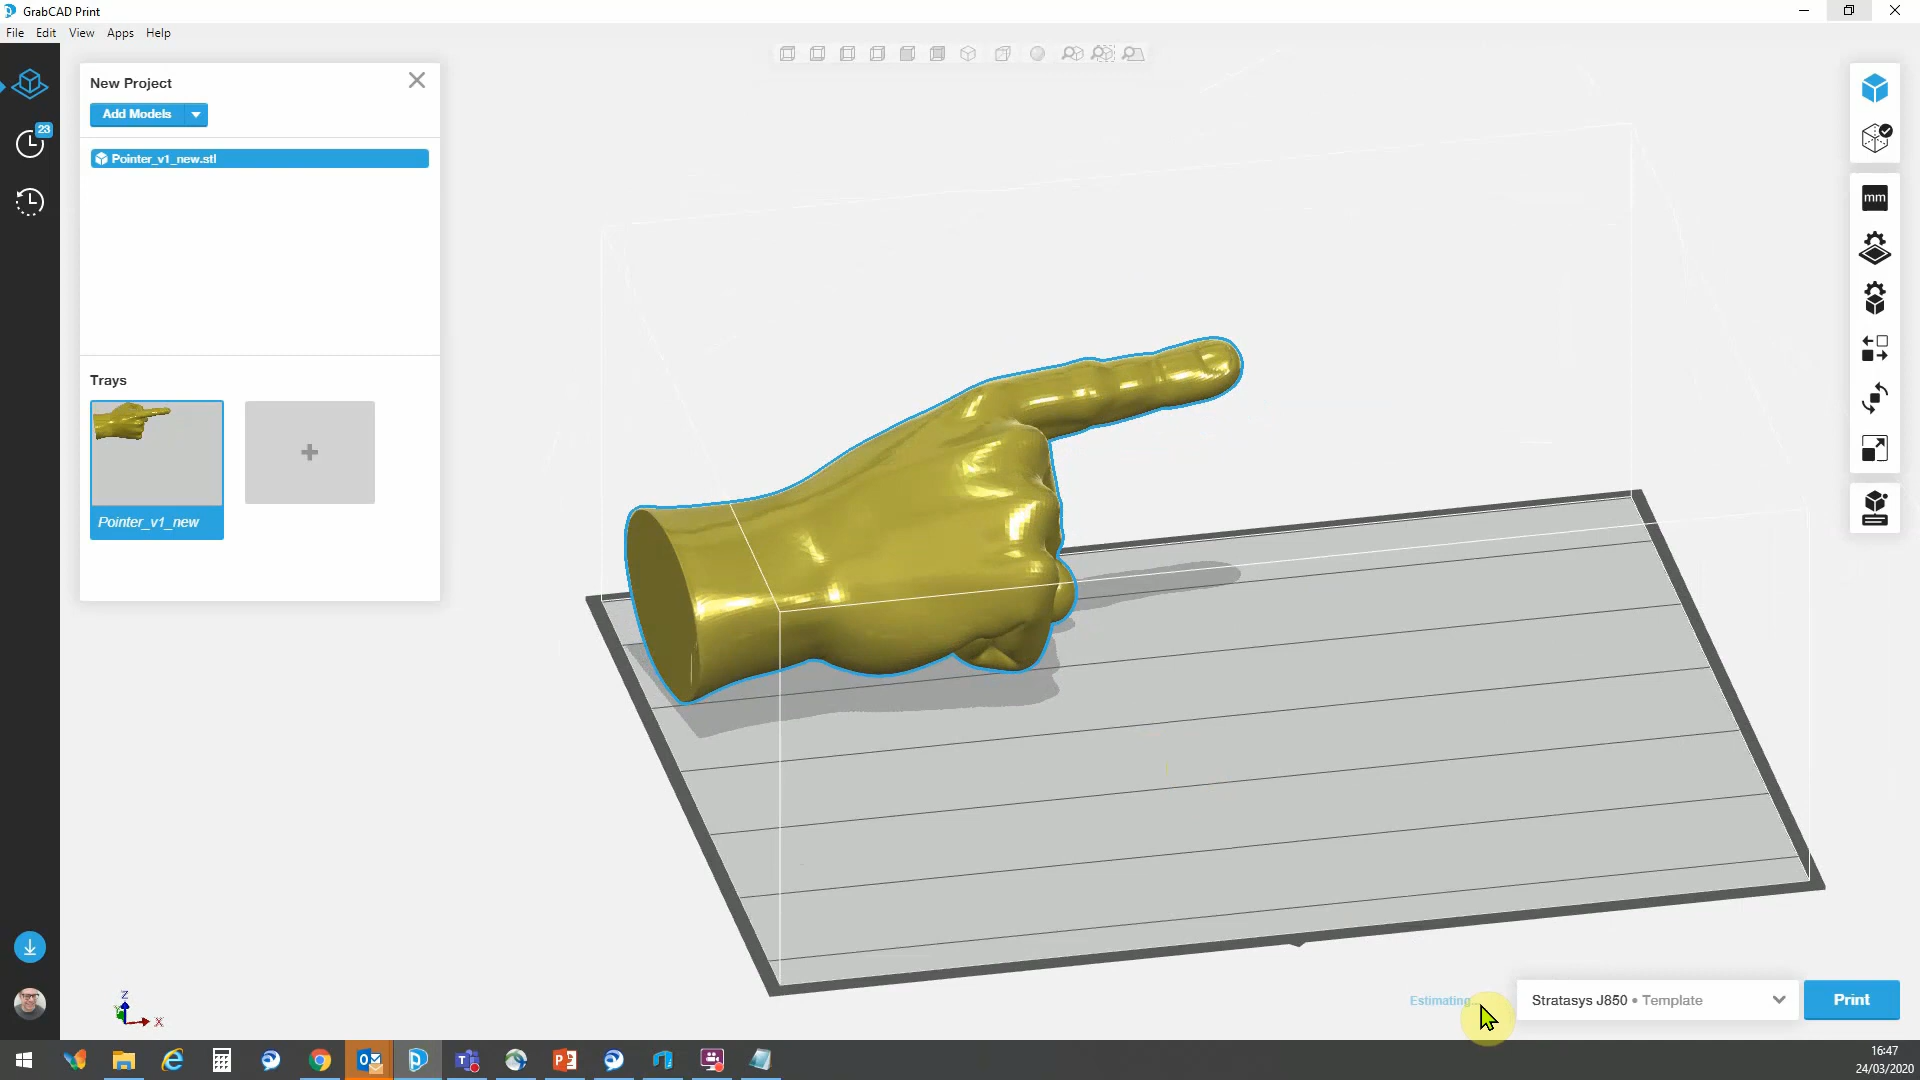 GrabCAD Print
File Edit View Apps Help
New Project
Add Models
Pointer_v1_new.stl
Trays
Pointer_v1_new
23
mm
Z
X
Estimating...
Stratasys J850 • Template
Print
16:47
24/03/2020